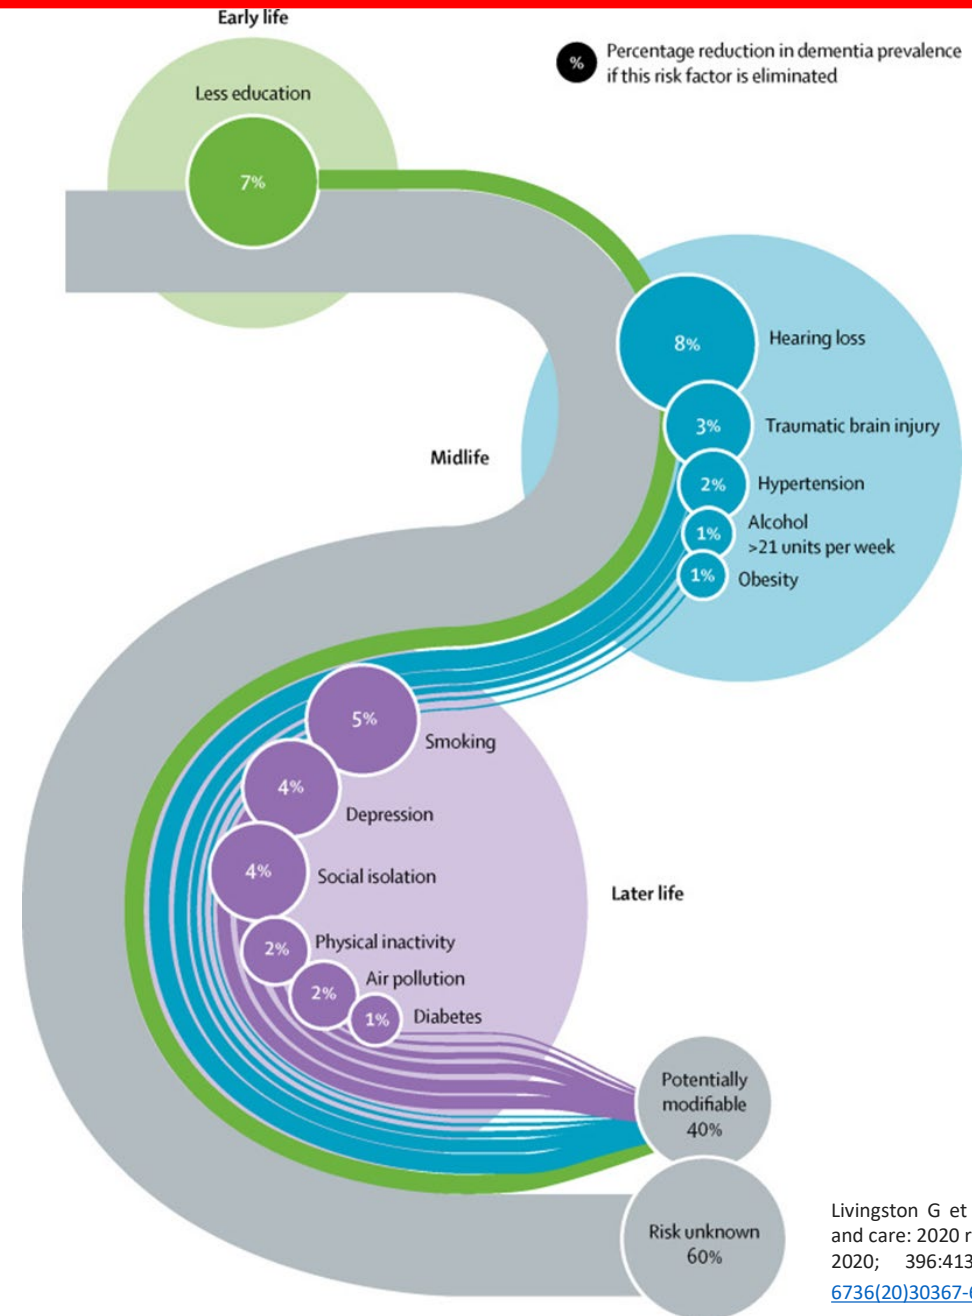 Early life
% Percentage reduction in dementia prevalence
if this risk factor is eliminated
Less education
7%
8% Hearing loss
3% Traumatic brain injury
Midlife
2% Hypertension
1% Alcohol
>21 units per week
1% Obesity
5% Smoking
4% Depression
4% Social isolation
Later life
2% Physical inactivity
2% Air pollution
1% Diabetes
Potentially
modifiable
40%
Risk unknown
60%
Livingston G et
and care: 2020 r
2020; 396:413
6736(20)30367-